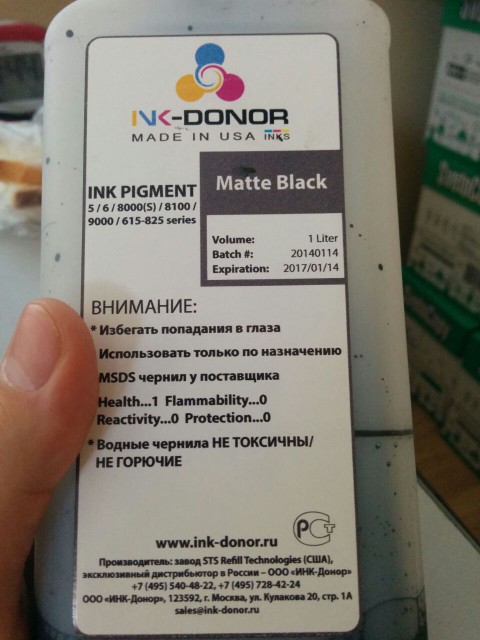 INK-DONOR
MADE IN USA INKS
INK PIGMENT
5 / 6 / 8000(S) / 8100 /
9000 / 615-825 series
Matte Black
Volume: 1 Liter
Batch #: 20140114
Expiration: 2017/01/14
ВНИМАНИЕ:
* Избегать попадания в глаза
Использовать только по назначению
MSDS чернил у поставщика
Health...1 Flammability...0
Reactivity...0 Protection...0
* Водные чернила НЕ ТОКСИЧНЫ/
НЕ ГОРЮЧИЕ
РСТ
www.ink-donor.ru
Производитель: завод STS Refill Technologies (США),
эксклюзивный дистрибьютор в России – ООО «ИНК-Донор»
+7 (495) 540-48-22, +7 (495) 728-42-24
ООО «ИНК-Донор», 123592, г. Москва, ул. Кулакова 20, стр. 1А
sales@ink-donor.ru